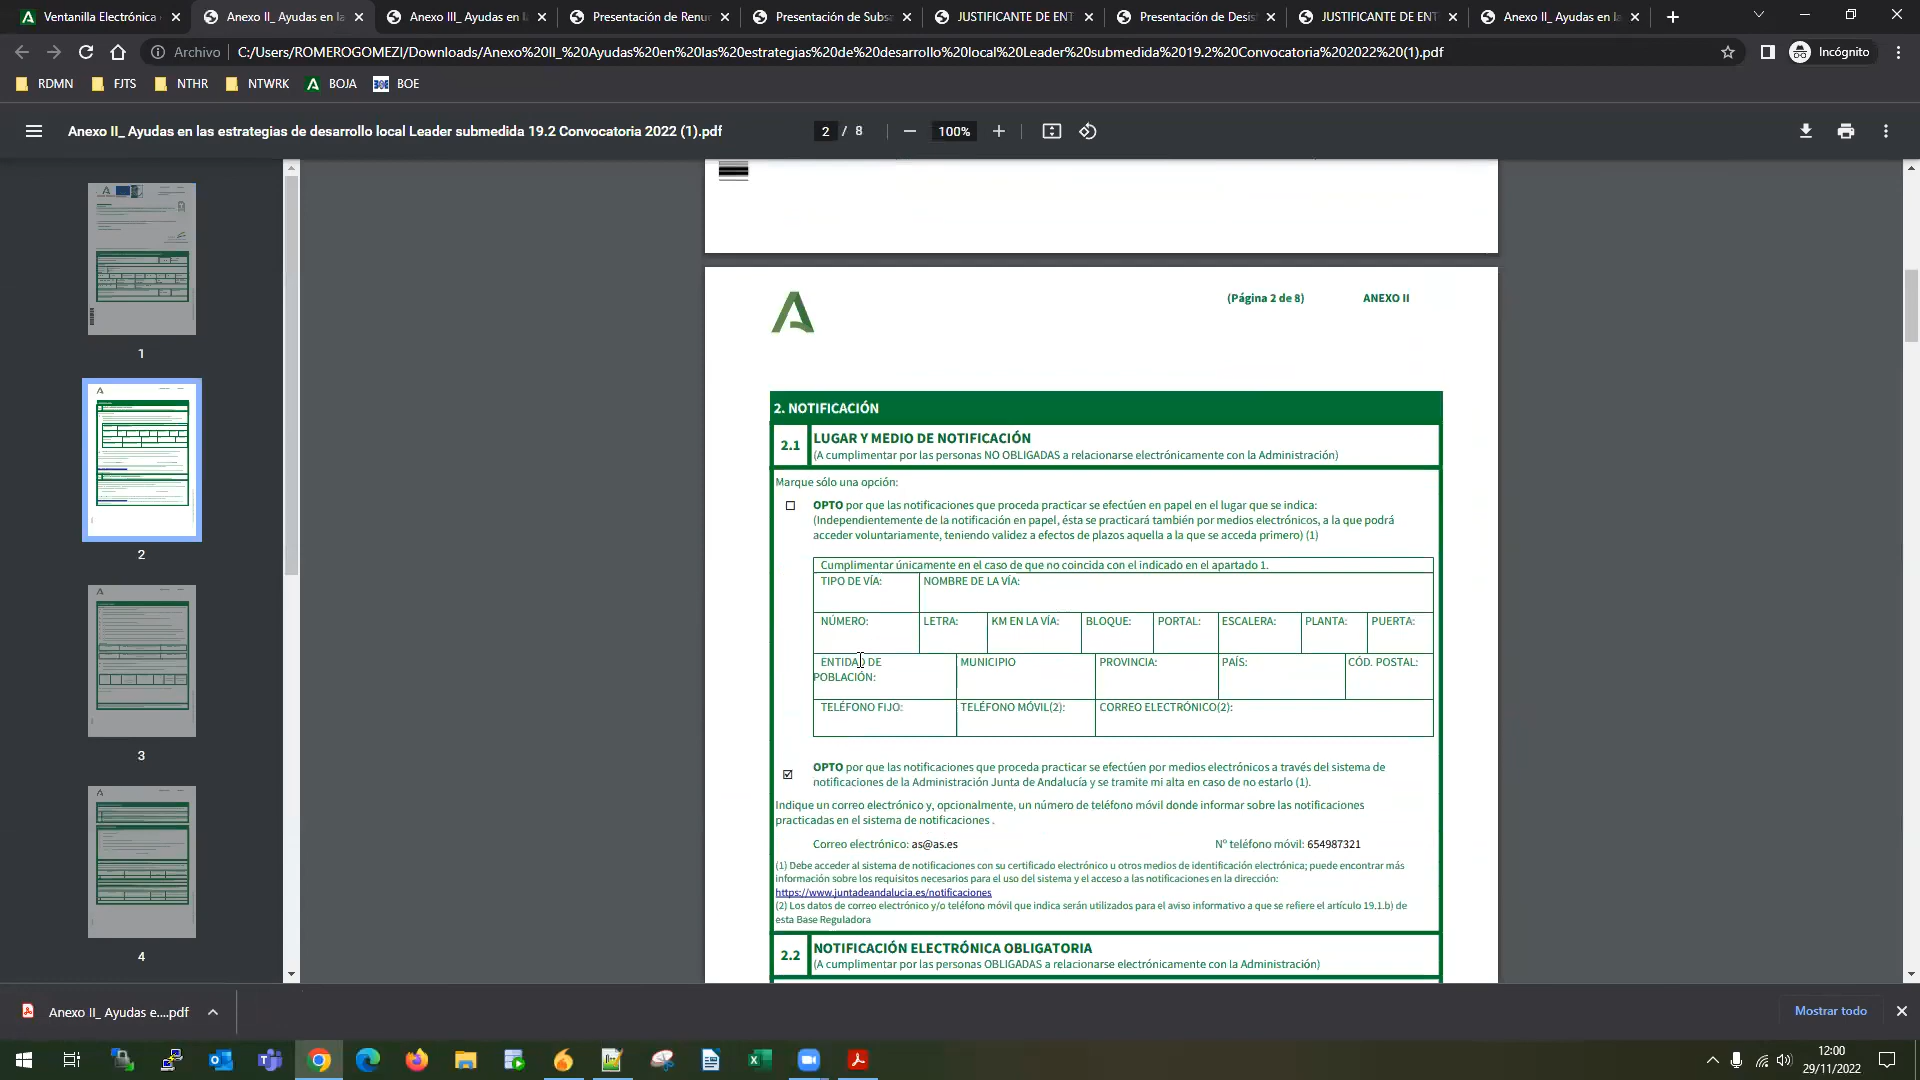 Ventanilla Electrónica
Anexo II_ Ayudas en la
Anexo III_ Ayudas en l
Presentación de Renu
Presentación de Subsa
JUSTIFICANTE DE ENT
Presentación de Desis
JUSTIFICANTE DE ENT
Anexo II_ Ayudas en la
Archivo
C:/Users/ROMEROGOMEZI/Downloads/Anexo%20II_%20Ayudas%20en%20las%20estrategias%20de%20desarrollo%20local%20Leader%20submedida%2019.2%20Convocatoria%202022%20(1).pdf
Incógnito
RDMN
FJTS
NTHR
NTWRK
BOJA
BOE
Anexo II_ Ayudas en las estrategias de desarrollo local Leader submedida 19.2 Convocatoria 2022 (1).pdf
2 / 8
100%
1
2
3
4
(Página 2 de 8)
ANEXO II
2. NOTIFICACIÓN
2.1
LUGAR Y MEDIO DE NOTIFICACIÓN
(A cumplimentar por las personas NO OBLIGADAS a relacionarse electrónicamente con la Administración)
Marque sólo una opción:
OPTO por que las notificaciones que proceda practicar se efectúen en papel en el lugar que se indica:
(Independientemente de la notificación en papel, ésta se practicará también por medios electrónicos, a la que podrá
acceder voluntariamente, teniendo validez a efectos de plazos aquella a la que se acceda primero) (1)
Cumplimentar únicamente en el caso de que no coincida con el indicado en el apartado 1.
TIPO DE VÍA:
NOMBRE DE LA VÍA:
NÚMERO:
LETRA:
KM EN LA VÍA:
BLOQUE:
PORTAL:
ESCALERA:
PLANTA:
PUERTA:
ENTIDAD DE
POBLACIÓN:
MUNICIPIO
PROVINCIA:
PAÍS:
CÓD. POSTAL:
TELÉFONO FIJO:
TELÉFONO MÓVIL(2):
CORREO ELECTRÓNICO(2):
OPTO por que las notificaciones que proceda practicar se efectúen por medios electrónicos a través del sistema de
notificaciones de la Administración Junta de Andalucía y se tramite mi alta en caso de no estarlo (1).
Indique un correo electrónico y, opcionalmente, un número de teléfono móvil donde informar sobre las notificaciones
practicadas en el sistema de notificaciones .
Correo electrónico: as@as.es
Nº teléfono móvil: 654987321
(1) Debe acceder al sistema de notificaciones con su certificado electrónico u otros medios de identificación electrónica; puede encontrar más
información sobre los requisitos necesarios para el uso del sistema y el acceso a las notificaciones en la dirección:
https://www.juntadeandalucia.es/notificaciones
(2) Los datos de correo electrónico y/o teléfono móvil que indica serán utilizados para el aviso informativo a que se refiere el artículo 19.1.b) de
esta Base Reguladora
2.2
NOTIFICACIÓN ELECTRÓNICA OBLIGATORIA
(A cumplimentar por las personas OBLIGADAS a relacionarse electrónicamente con la Administración)
Anexo II_ Ayudas e....pdf
Mostrar todo
12:00
29/11/2022